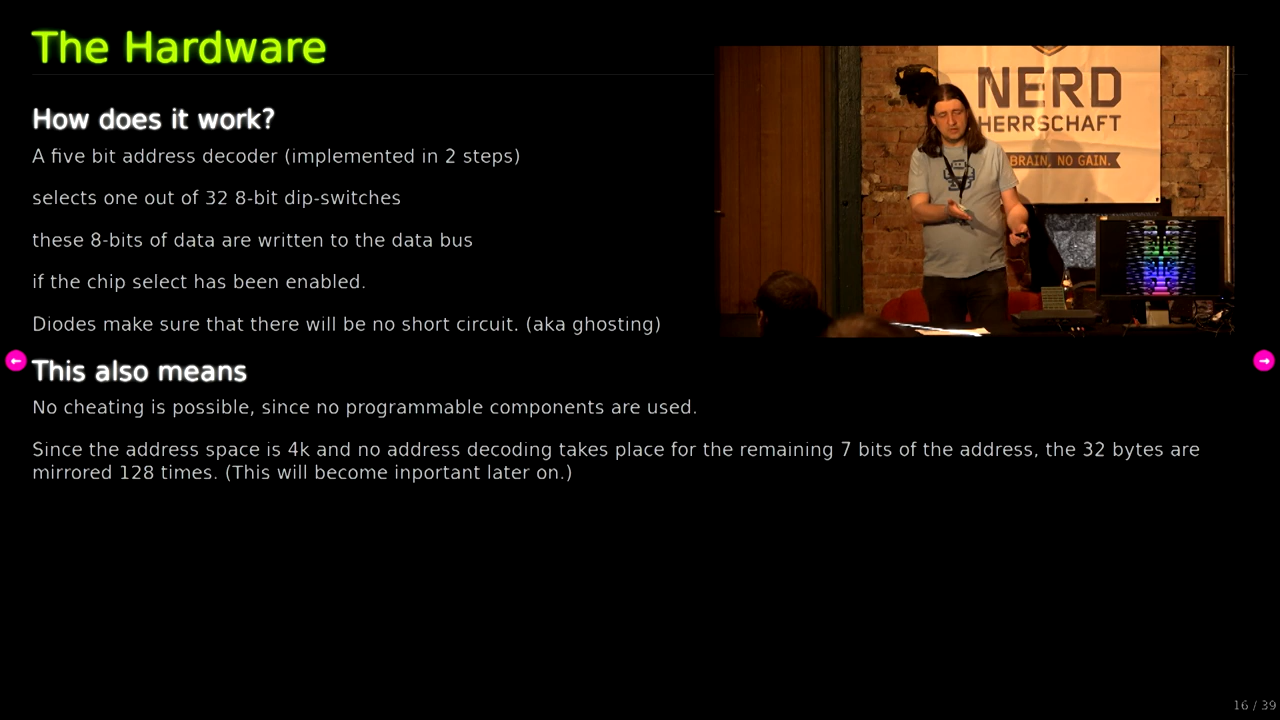 The Hardware
NERD
HERRSCHAFT
BRAIN, NO GAIN.
How does it work?
A five bit address decoder (implemented in 2 steps)
selects one out of 32 8-bit dip-switches
these 8-bits of data are written to the data bus
if the chip select has been enabled.
Diodes make sure that there will be no short circuit. (aka ghosting)
This also means
No cheating is possible, since no programmable components are used.
Since the address space is 4k and no address decoding takes place for the remaining 7 bits of the address, the 32 bytes are
mirrored 128 times. (This will become inportant later on.)
16 / 39